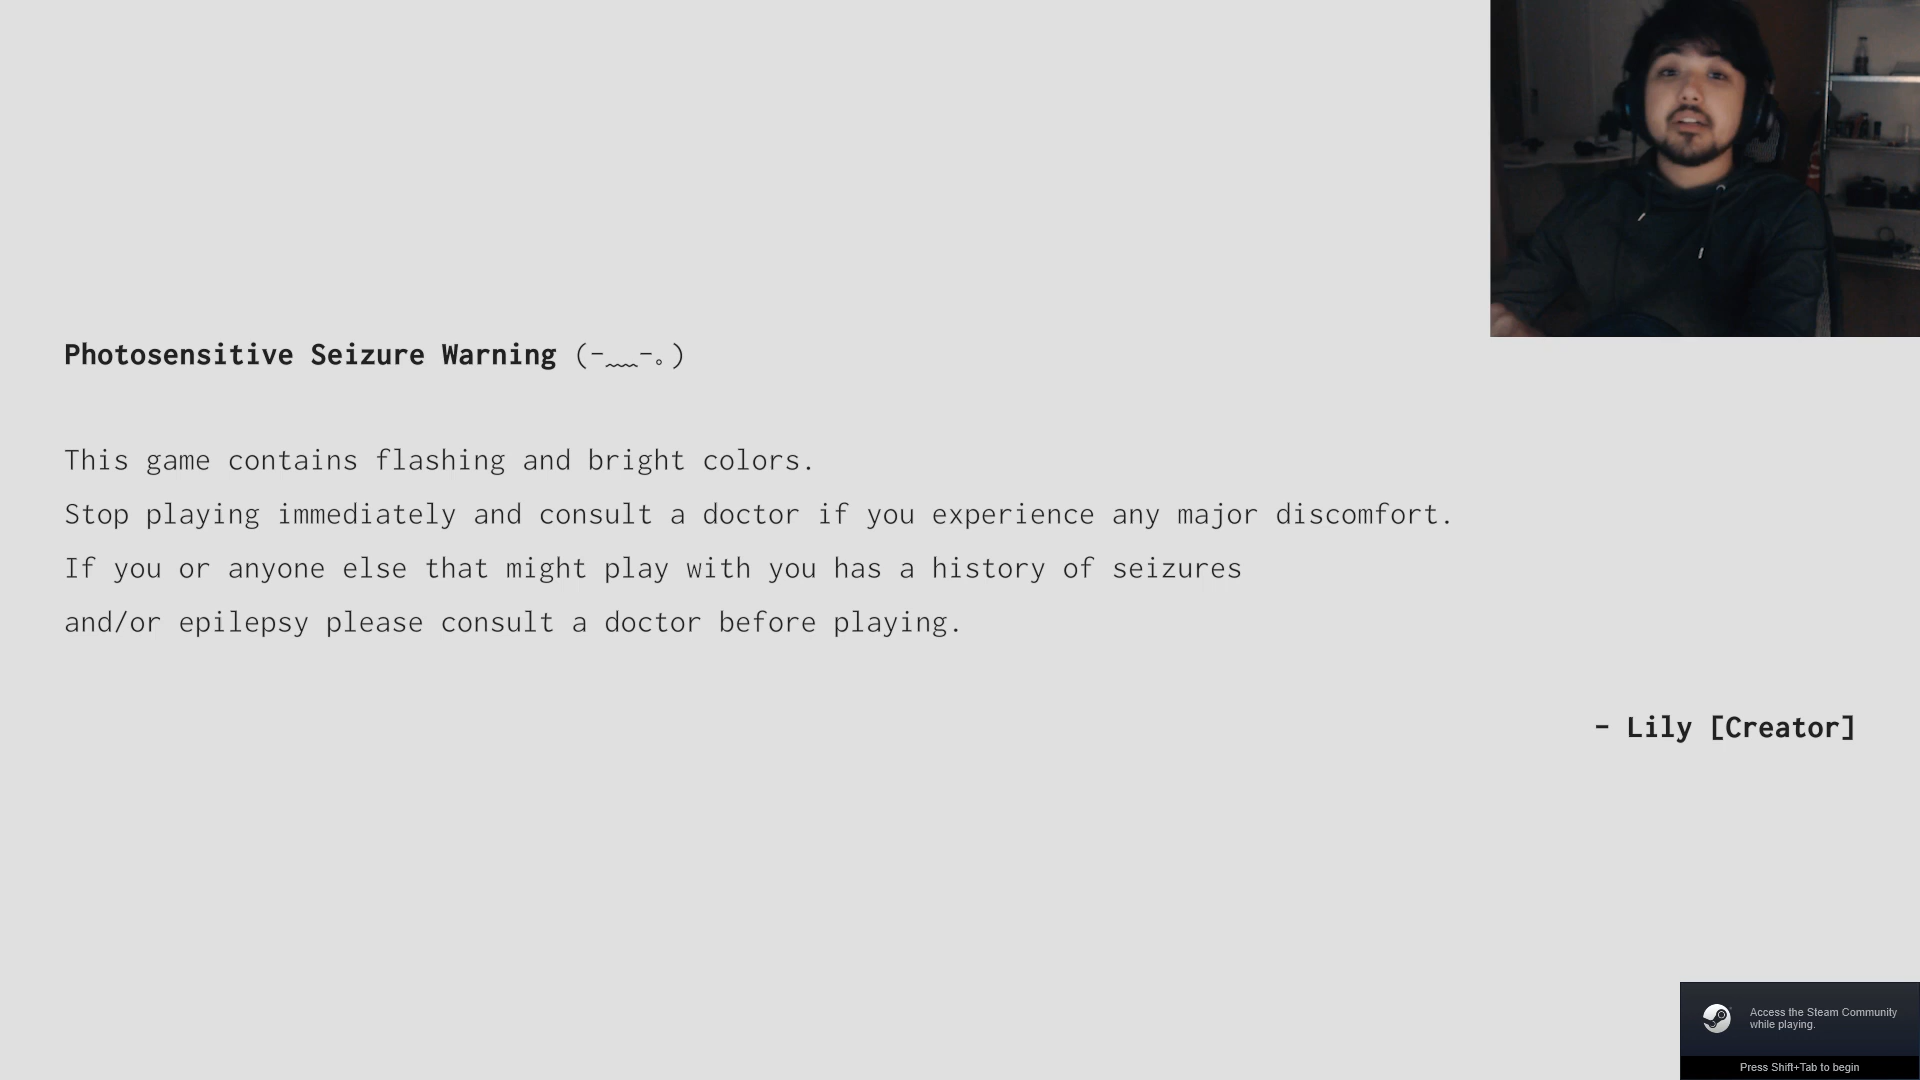 Photosensitive Seizure Warning (-﹏-。)
This game contains flashing and bright colors.
Stop playing immediately and consult a doctor if you experience any major discomfort.
If you or anyone else that might play with you has a history of seizures
and/or epilepsy please consult a doctor before playing.
- Lily [Creator]
Access the Steam Community
while playing.
Press Shift+Tab to begin